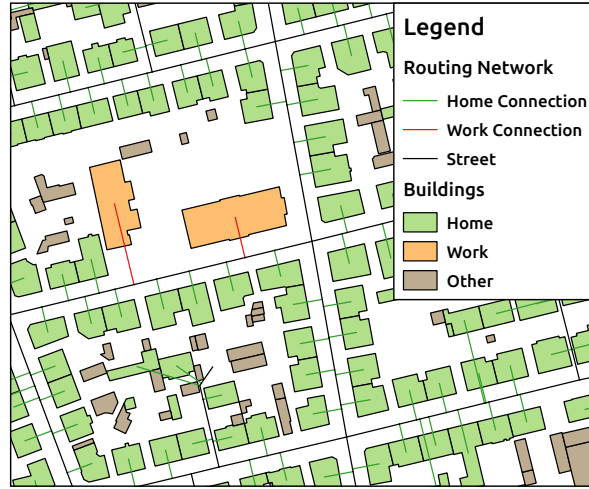 Legend
Routing Network
Home Connection
Work Connection
Street
Buildings
Home
Work
Other